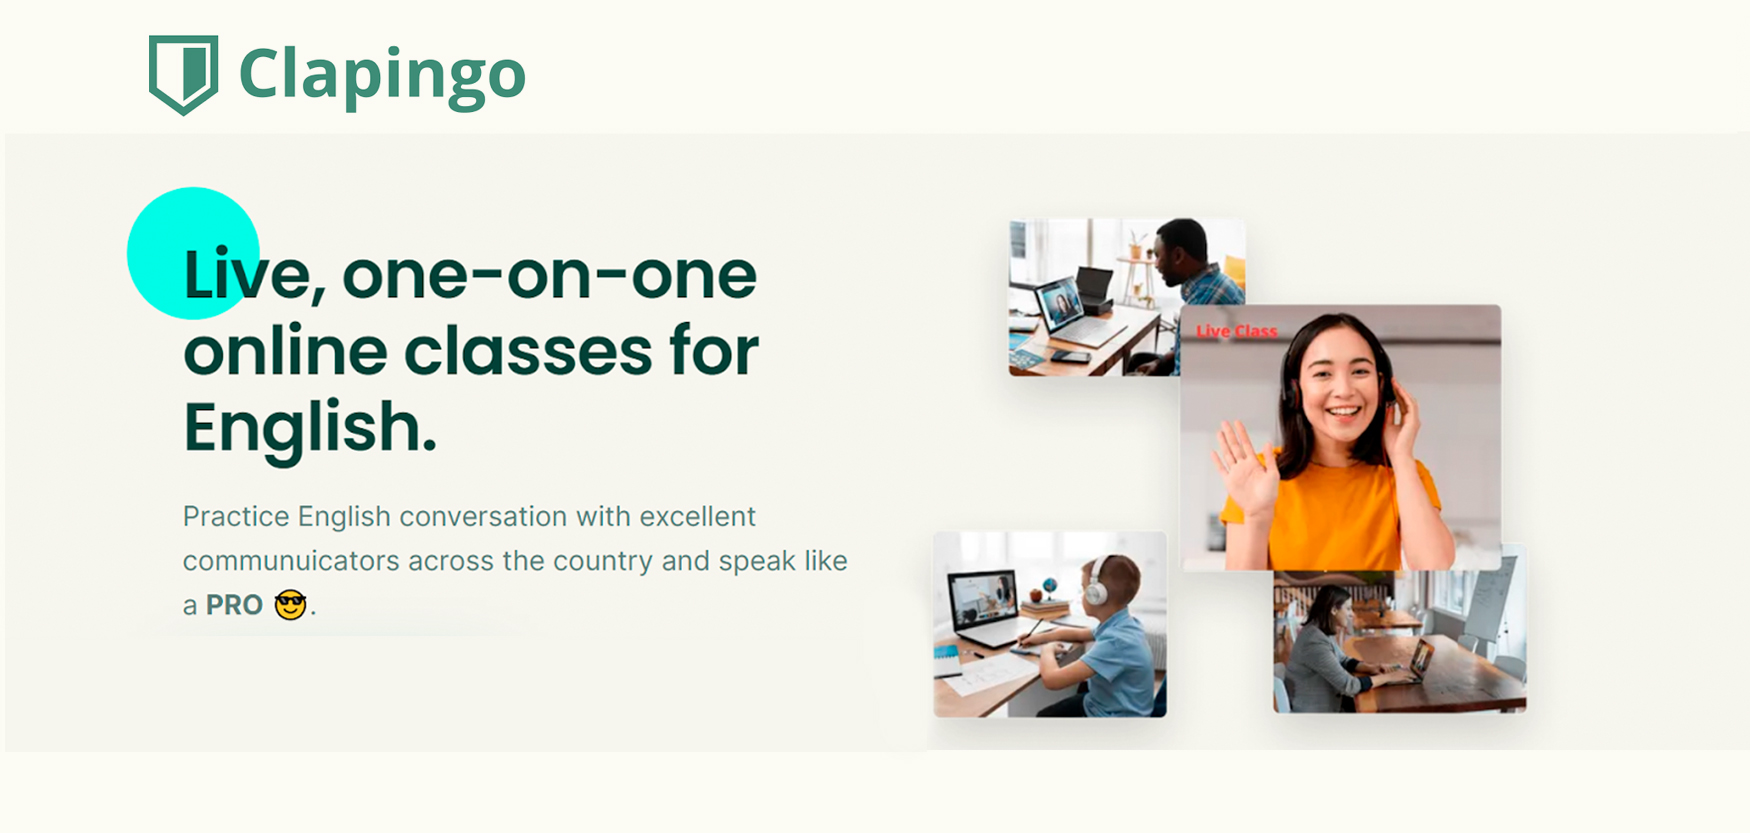 Clapingo
Live, one-on-one
online classes for
English.
Practice English conversation with excellent
communuicators across the country and speak like
a PRO 😎.
Live Class